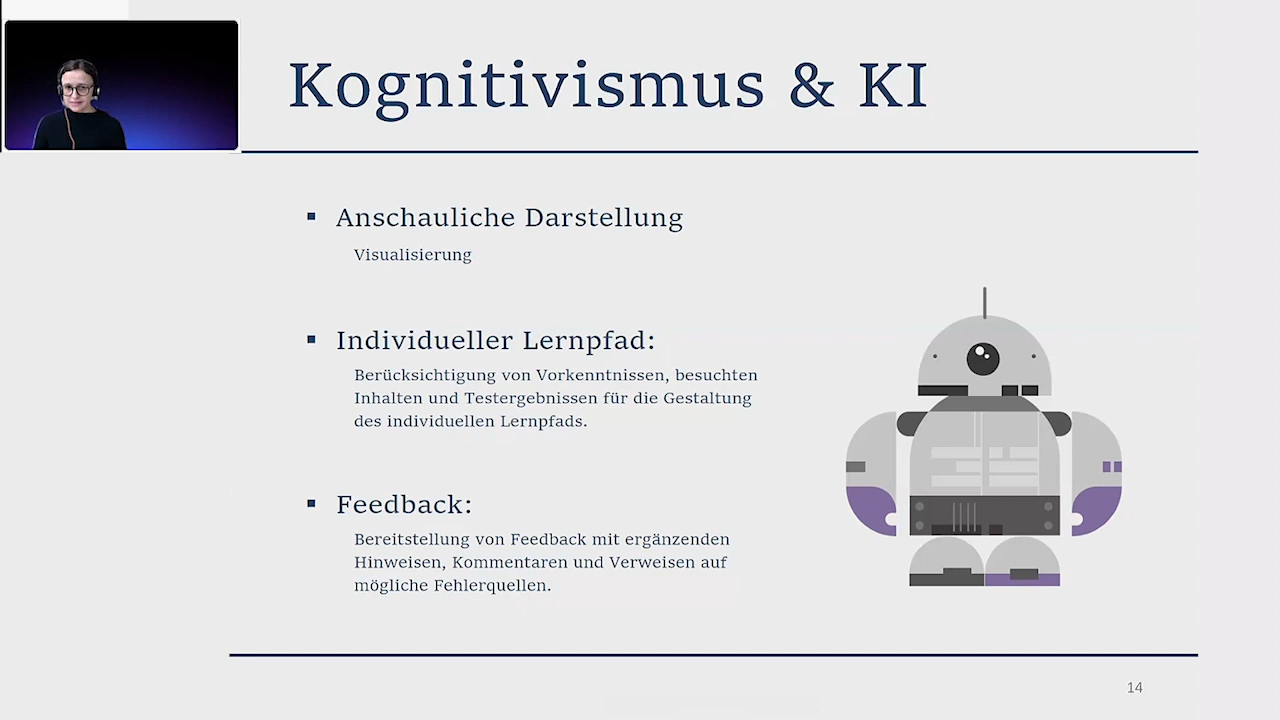 Kognitivismus & KI
▪ Anschauliche Darstellung
Visualisierung
▪ Individueller Lernpfad:
Berücksichtigung von Vorkenntnissen, besuchten
Inhalten und Testergebnissen für die Gestaltung
des individuellen Lernpfads.
▪ Feedback:
Bereitstellung von Feedback mit ergänzenden
Hinweisen, Kommentaren und Verweisen auf
mögliche Fehlerquellen.
14